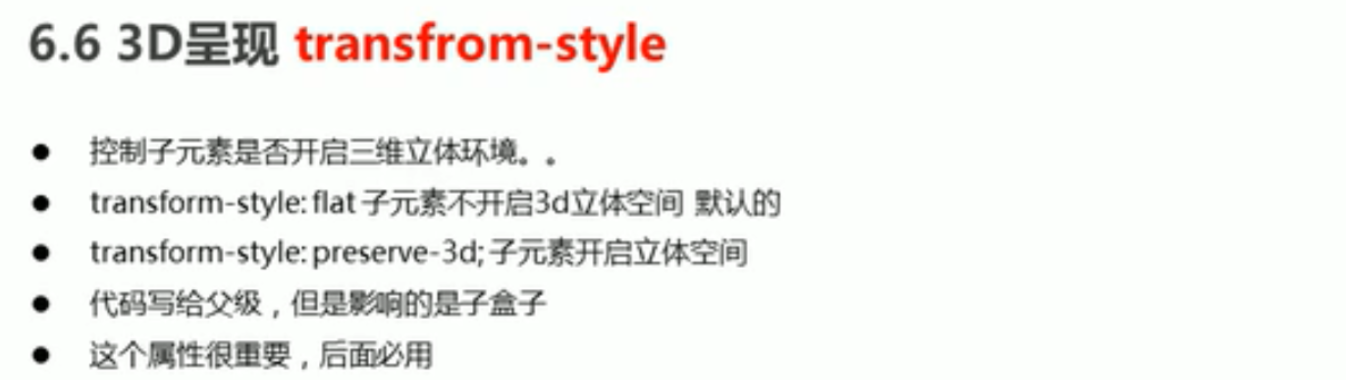 6.6 3D呈现 transfrom-style
● 控制子元素是否开启三维立体环境。。
● transform-style: flat 子元素不开启3d立体空间 默认的
● transform-style: preserve-3d; 子元素开启立体空间
● 代码写给父级，但是影响的是子盒子
● 这个属性很重要，后面必用